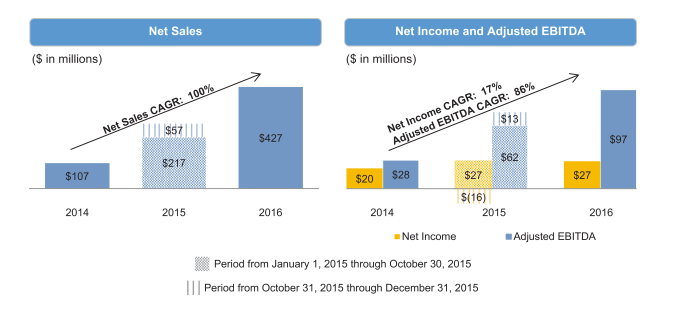 Net Sales
($ in millions)
Net Sales CAGR: 100%
$107
$57
$217
$427
2014
2015
2016
Net Income and Adjusted EBITDA
($ in millions)
Net Income CAGR: 17%
Adjusted EBITDA CAGR: 86%
$20
$28
$27
$(16)
$13
$62
$27
$97
2014
2015
2016
Net Income
Adjusted EBITDA
Period from January 1, 2015 through October 30, 2015
Period from October 31, 2015 through December 31, 2015